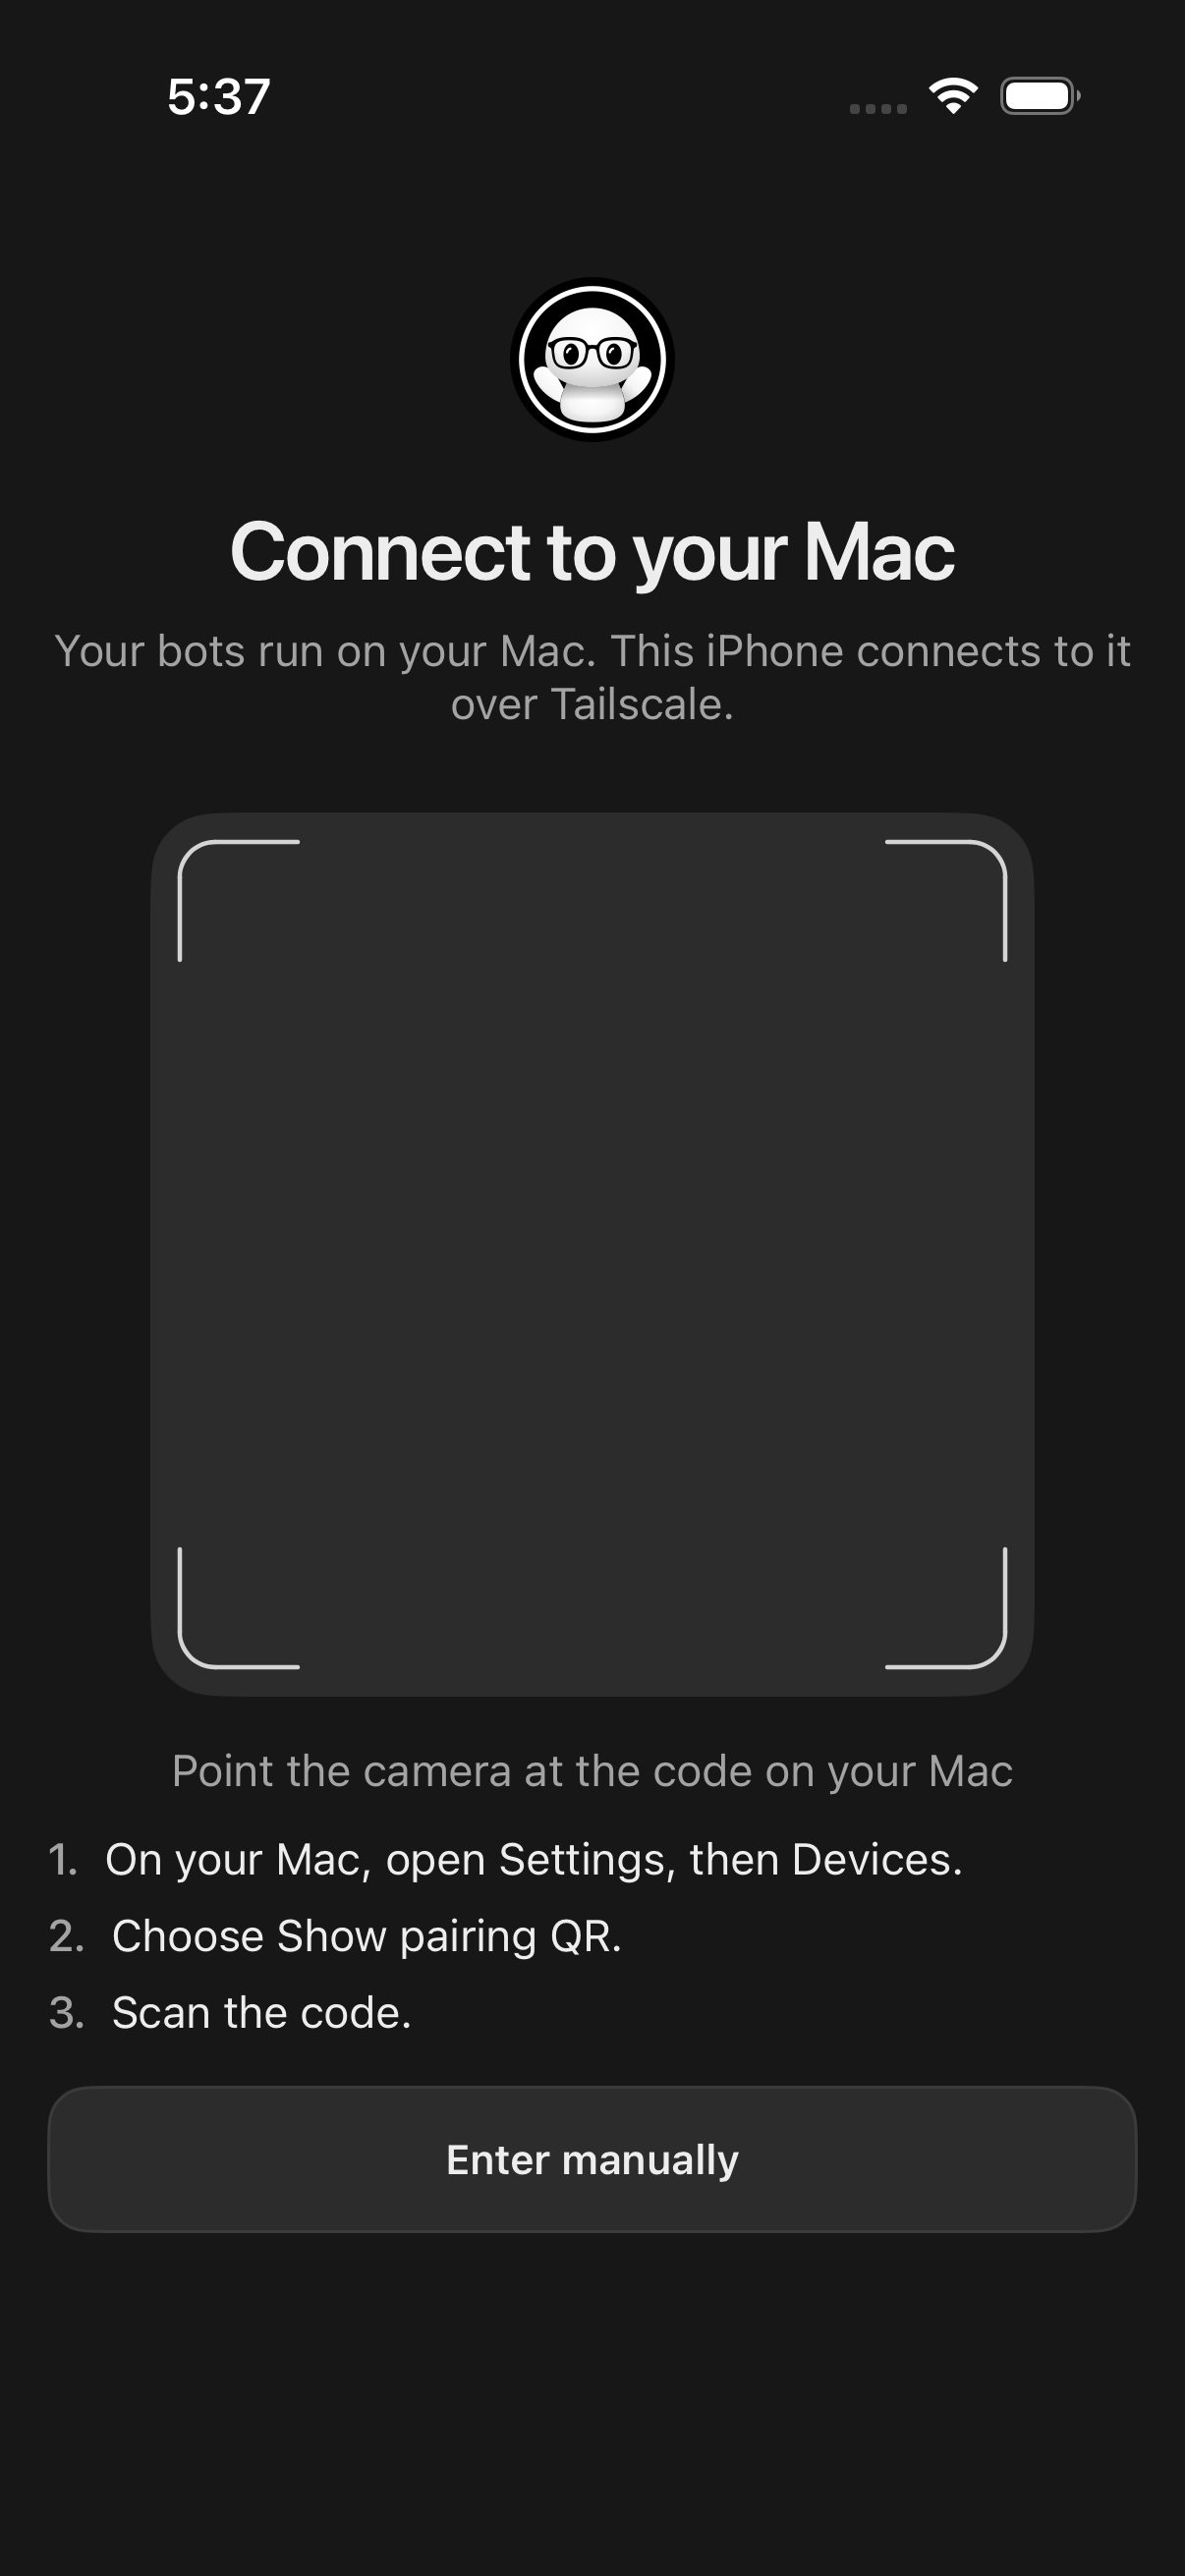 5:37
Connect to your Mac
Your bots run on your Mac. This iPhone connects to it
over Tailscale.
Point the camera at the code on your Mac
1. On your Mac, open Settings, then Devices.
2. Choose Show pairing QR.
3. Scan the code.
Enter manually